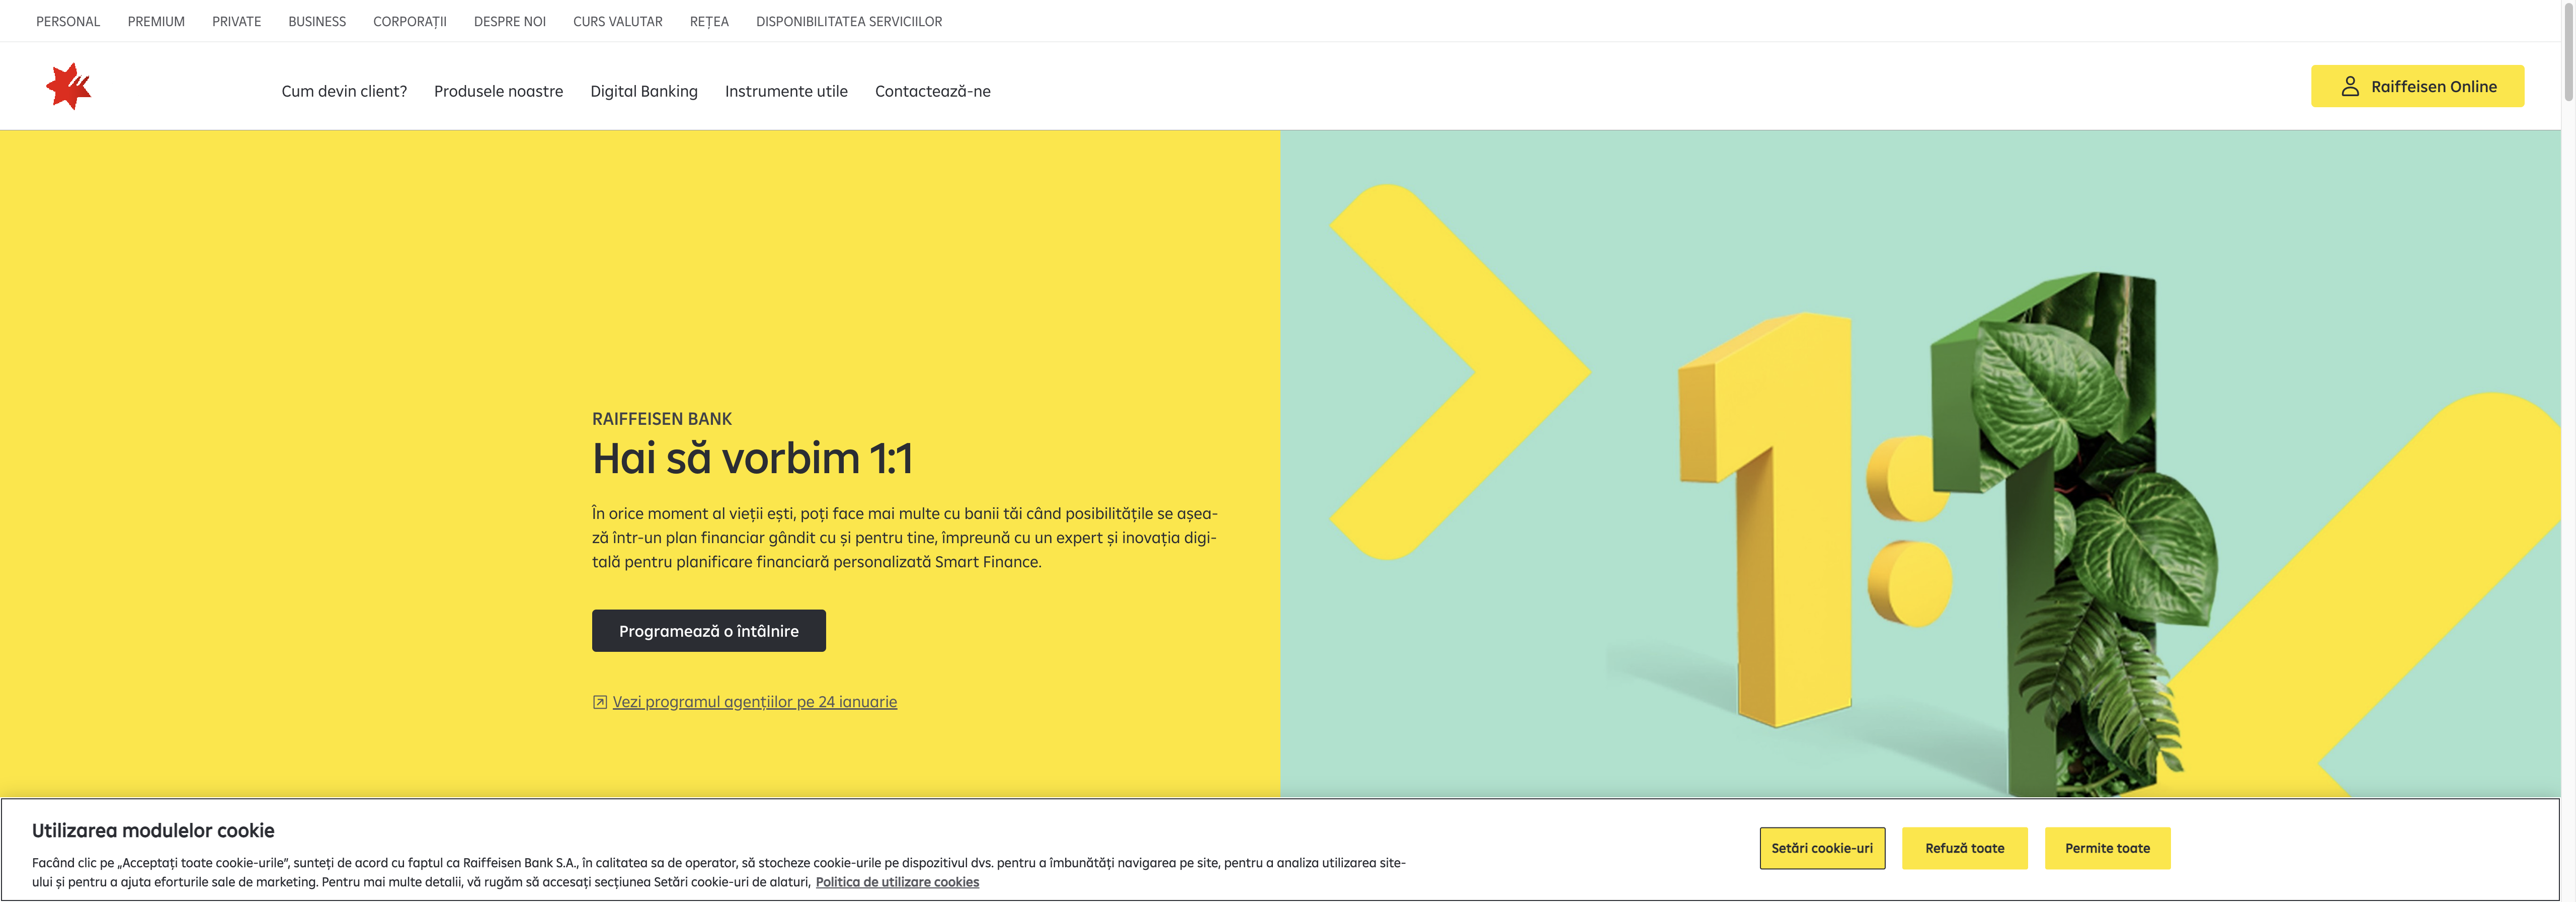 PERSONAL PREMIUM PRIVATE BUSINESS CORPORAȚII DESPRE NOI CURS VALUTAR REȚEA DISPONIBILITATEA SERVICIILOR
Cum devin client? Produsele noastre Digital Banking Instrumente utile Contactează-ne Raiffeisen Online
RAIFFEISEN BANK
Hai să vorbim 1:1
În orice moment al vieții ești, poți face mai multe cu banii tăi când posibilitățile se așea-
ză într-un plan financiar gândit cu și pentru tine, împreună cu un expert și inovația digi-
tală pentru planificare financiară personalizată Smart Finance.
Programează o întâlnire
Vezi programul agențiilor pe 24 ianuarie
1:1
Utilizarea modulelor cookie
Facând clic pe „Acceptați toate cookie-urile”, sunteți de acord cu faptul ca Raiffeisen Bank S.A., în calitatea sa de operator, să stocheze cookie-urile pe dispozitivul dvs. pentru a îmbunătăți navigarea pe site, pentru a analiza utilizarea site-
ului și pentru a ajuta eforturile sale de marketing. Pentru mai multe detalii, vă rugăm să accesați secțiunea Setări cookie-uri de alaturi, Politica de utilizare cookies
Setări cookie-uri Refuză toate Permite toate